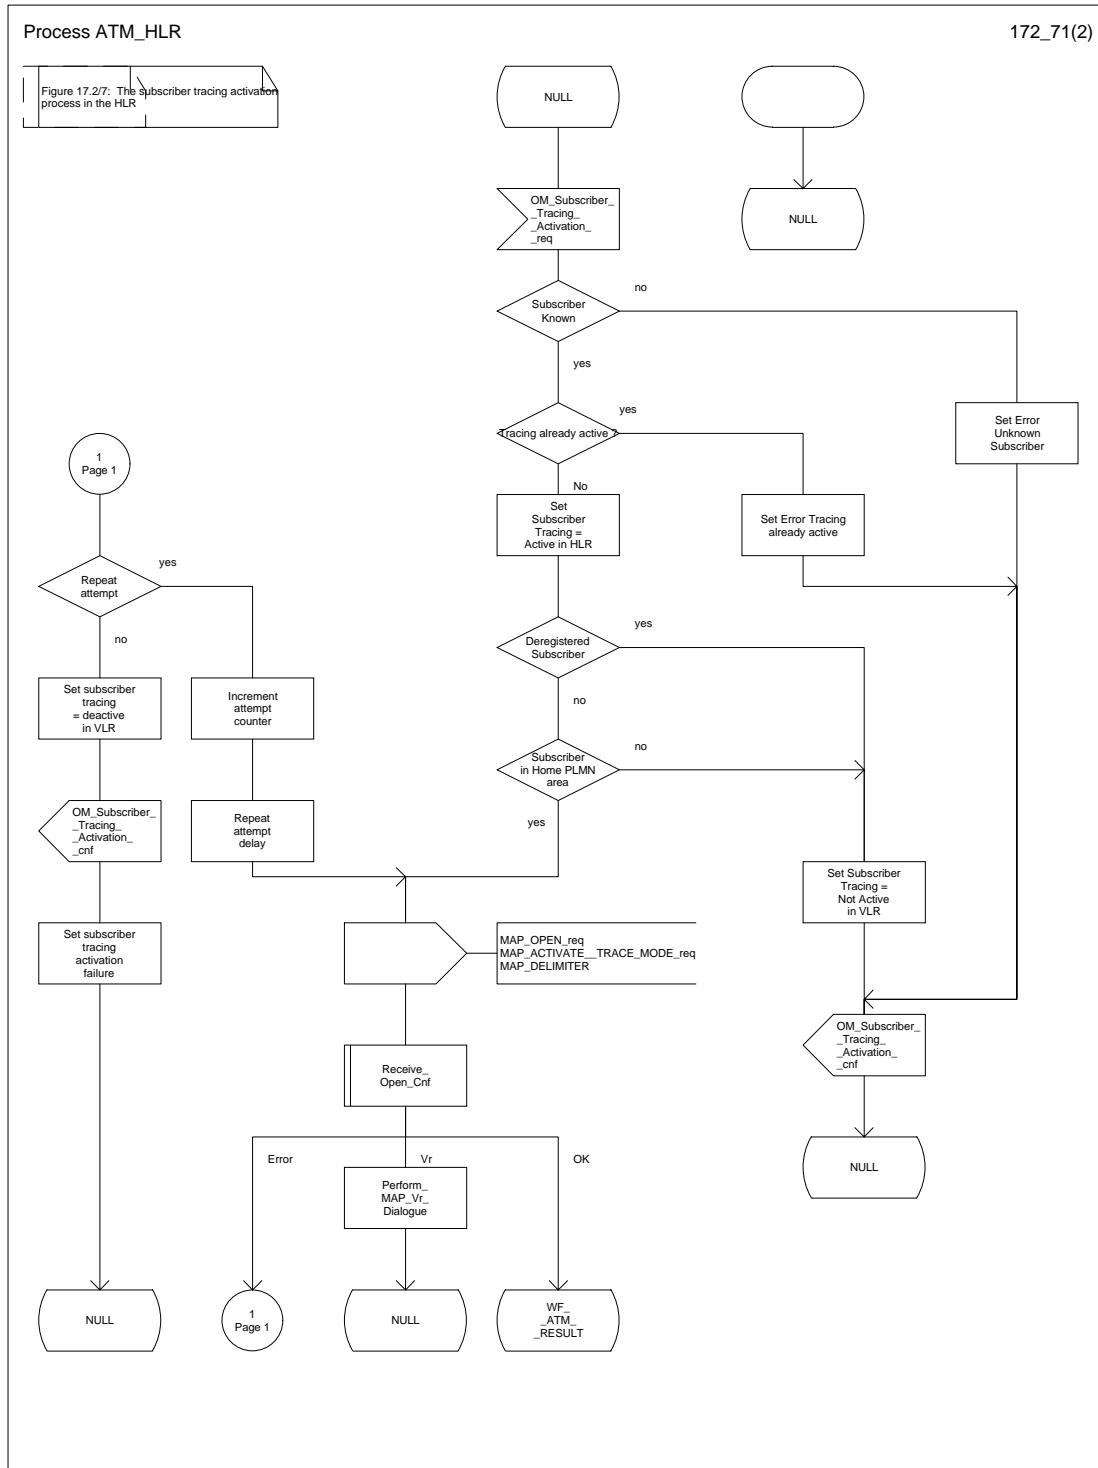 Process ATM_HLR
172_71(2)
Figure 17.2/7: The subscriber tracing activation
process in the HLR
NULL
OM_Subscriber_
_Tracing_
_Activation_
_req
NULL
Subscriber
Known
no
yes
Tracing already active ?
yes
No
Set Error
Unknown
Subscriber
1
Page 1
Set
Subscriber
Tracing =
Active in HLR
Set Error Tracing
already active
Repeat
attempt
yes
no
Deregistered
Subscriber
yes
no
Set subscriber
tracing
= deactive
in VLR
Increment
attempt
counter
Subscriber
in Home PLMN
area
no
yes
OM_Subscriber_
_Tracing_
_Activation_
_cnf
Repeat
attempt
delay
Set Subscriber
Tracing =
Not Active
in VLR
Set subscriber
tracing
activation
failure
MAP_OPEN_req
MAP_ACTIVATE__TRACE_MODE_req
MAP_DELIMITER
OM_Subscriber_
_Tracing_
_Activation_
_cnf
Receive_
Open_Cnf
Error
Vr
OK
Perform_
MAP_Vr_
Dialogue
NULL
NULL
1
Page 1
NULL
WF_
_ATM_
_RESULT